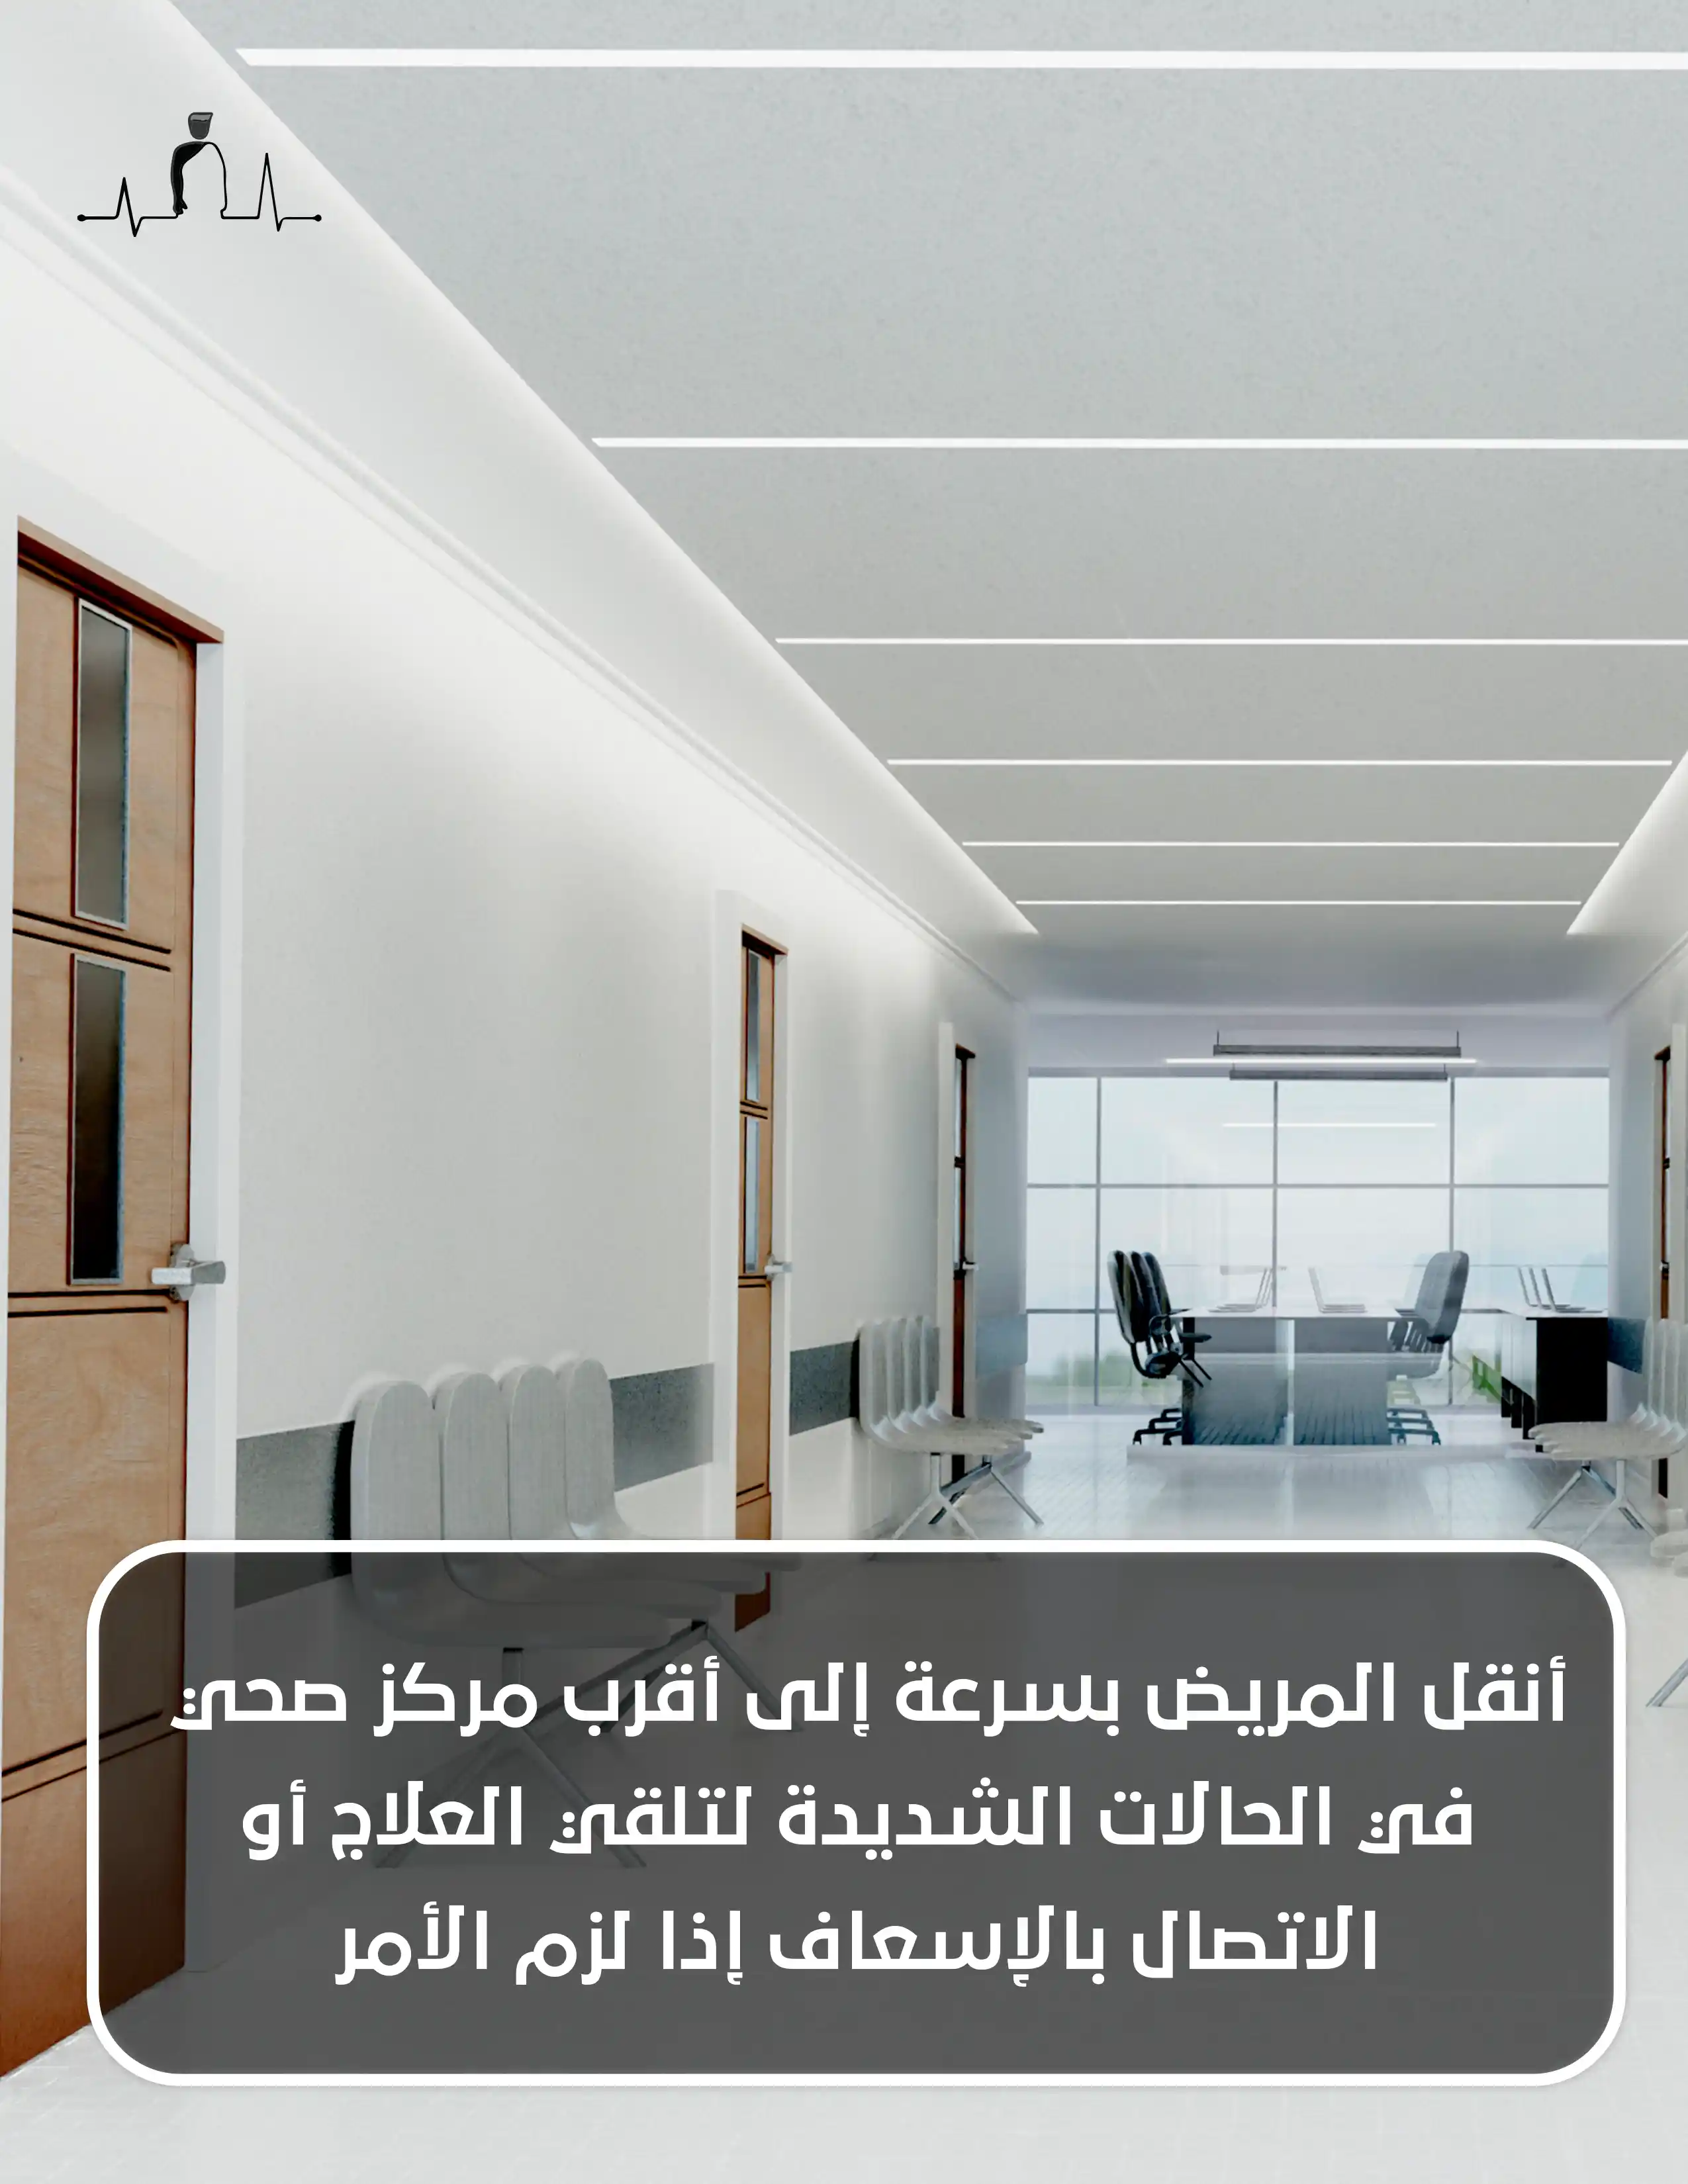 أنقل المريض بسرعة إلى أقرب مركز صحي
في الحالات الشديدة لتلقي العلاج أو
الاتصال بالإسعاف إذا لزم الأمر